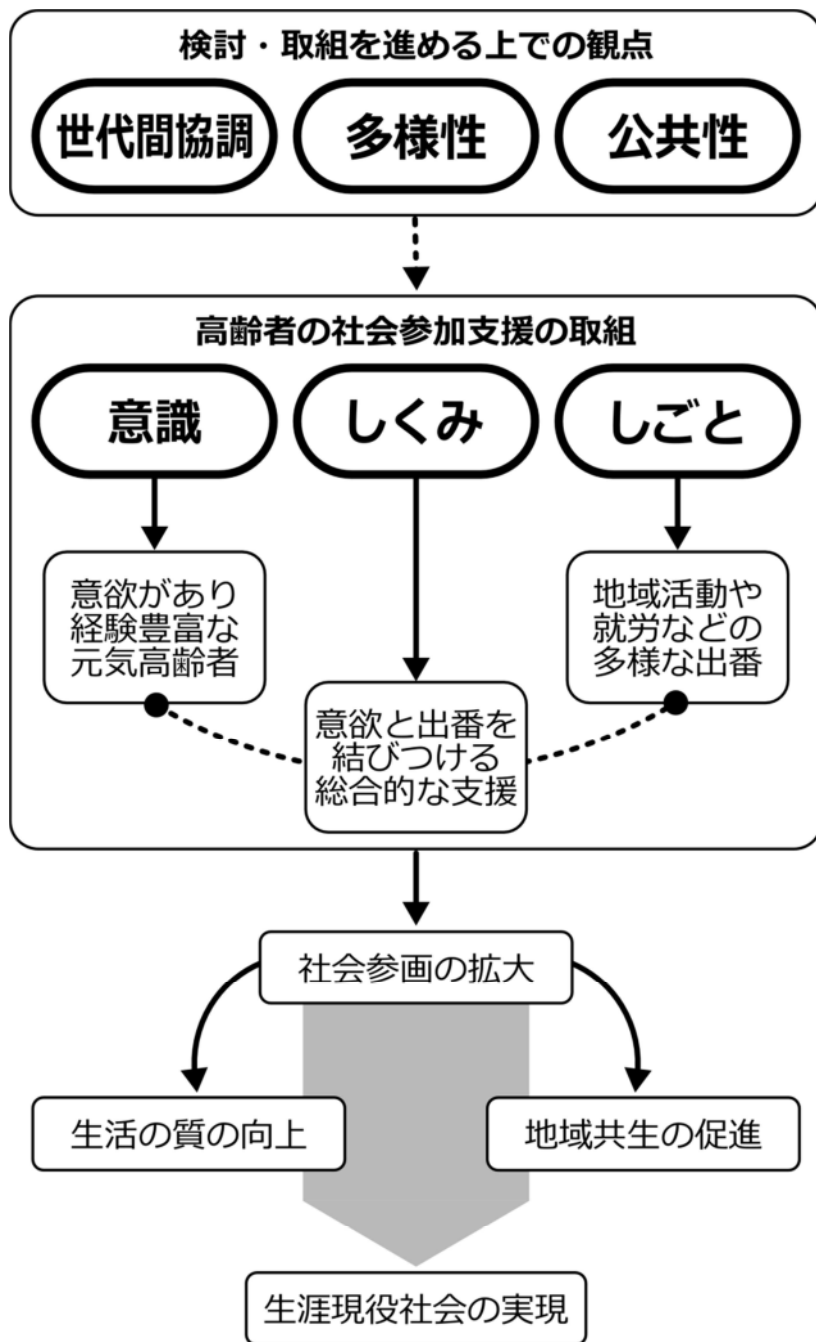 検討・取組を進める上での観点
世代間協調
多様性
公共性
高齢者の社会参加支援の取組
意識
しくみ
しごと
意欲があり
経験豊富な
元気高齢者
地域活動や
就労などの
多様な出番
意欲と出番を
結びつける
総合的な支援
社会参画の拡大
生活の質の向上
地域共生の促進
生涯現役社会の実現